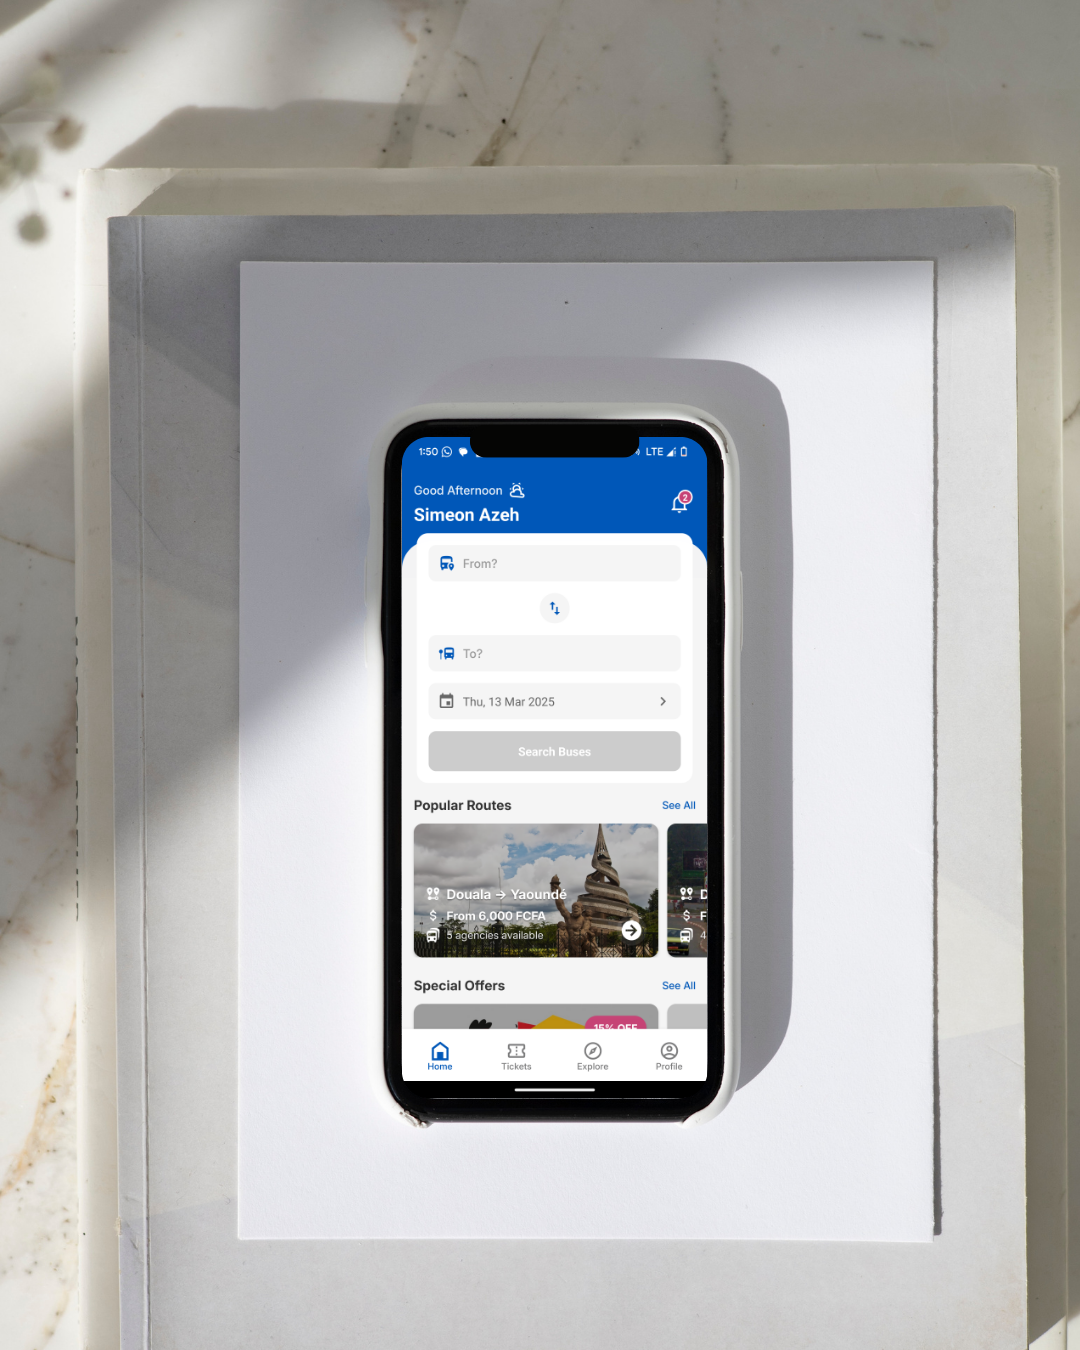 1:50
LTE
Good Afternoon
2
Simeon Azeh
From?
To?
Thu, 13 Mar 2025
Search Buses
Popular Routes
See All
Douala → Yaoundé
From 6,000 FCFA
5 agencies available
D
F
4
Special Offers
See All
15% OFF
Home
Tickets
Explore
Profile